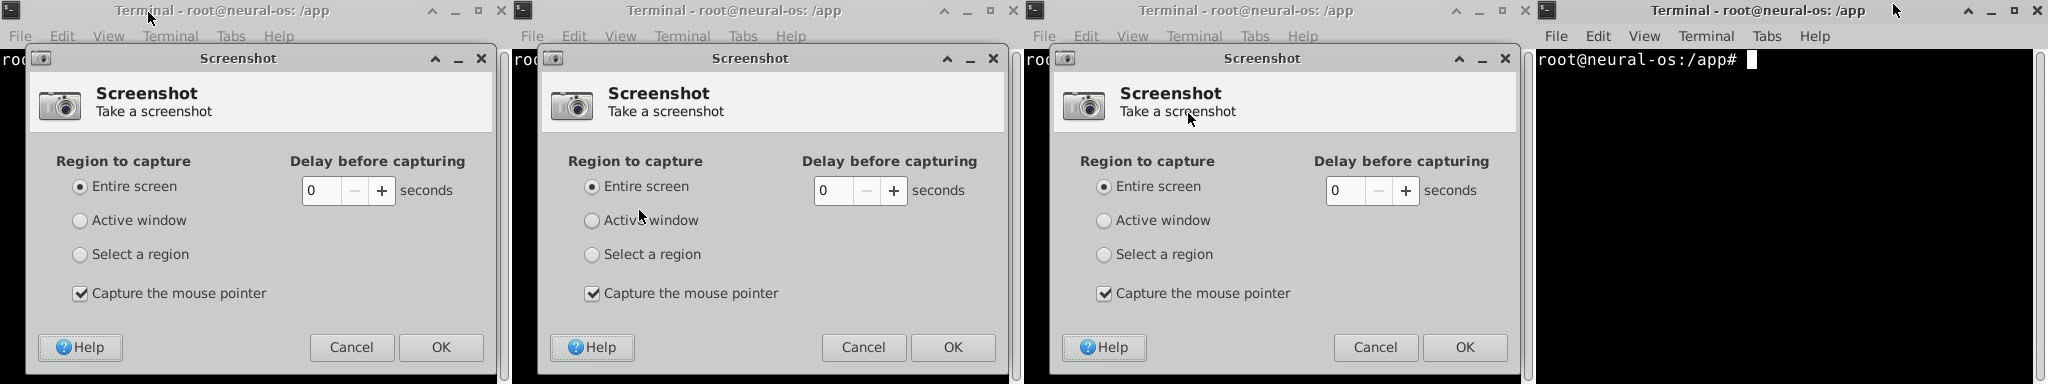 Terminal - root@neural-os: /app
File Edit View Terminal Tabs Help
roo
Screenshot
Screenshot
Take a screenshot
Region to capture
Delay before capturing
Entire screen
0 seconds
Active window
Select a region
Capture the mouse pointer
Help Cancel OK
Terminal - root@neural-os: /app
File Edit View Terminal Tabs Help
roo
Screenshot
Screenshot
Take a screenshot
Region to capture
Delay before capturing
Entire screen
0 seconds
Active window
Select a region
Capture the mouse pointer
Help Cancel OK
Terminal - root@neural-os: /app
File Edit View Terminal Tabs Help
roo
Screenshot
Screenshot
Take a screenshot
Region to capture
Delay before capturing
Entire screen
0 seconds
Active window
Select a region
Capture the mouse pointer
Help Cancel OK
Terminal - root@neural-os: /app
File Edit View Terminal Tabs Help
root@neural-os:/app#